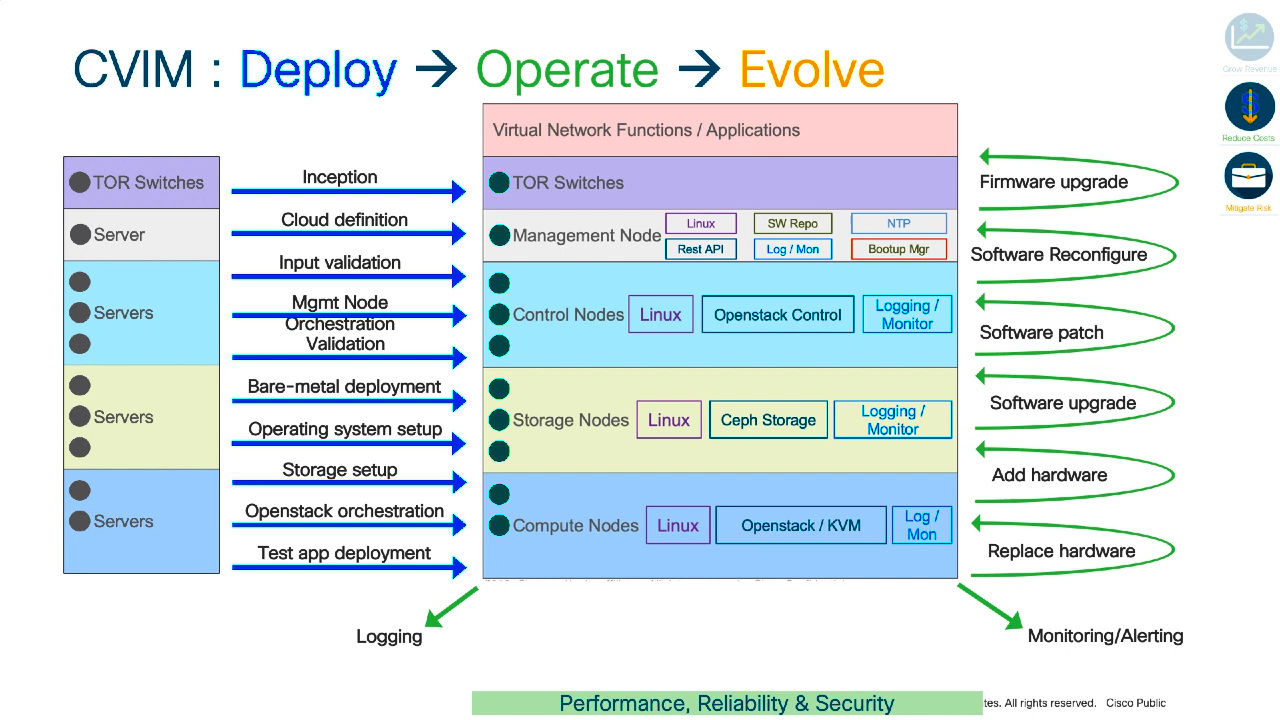 CVIM : Deploy → Operate → Evolve
Grow Revenue
Reduce Costs
Mitigate Risk
TOR Switches
Server
Servers
Servers
Servers
Inception
Cloud definition
Input validation
Mgmt Node
Orchestration
Validation
Bare-metal deployment
Operating system setup
Storage setup
Openstack orchestration
Test app deployment
Virtual Network Functions / Applications
TOR Switches
Management Node
Linux
SW Repo
NTP
Rest API
Log / Mon
Bootup Mgr
Control Nodes
Linux
Openstack Control
Logging /
Monitor
Storage Nodes
Linux
Ceph Storage
Logging /
Monitor
Compute Nodes
Linux
Openstack / KVM
Log /
Mon
Firmware upgrade
Software Reconfigure
Software patch
Software upgrade
Add hardware
Replace hardware
Logging
Monitoring/Alerting
Performance, Reliability & Security
tes. All rights reserved. Cisco Public